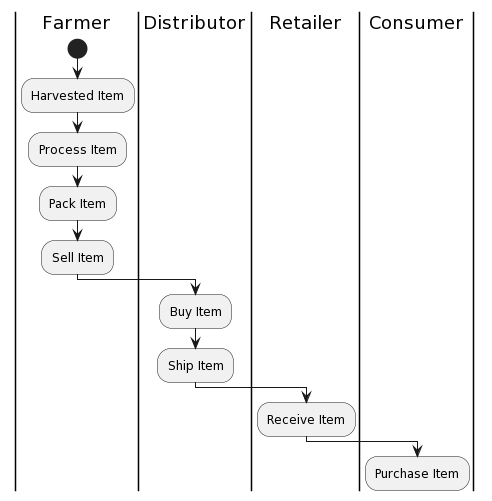 Farmer
Distributor
Retailer
Consumer
Harvested Item
Process Item
Pack Item
Sell Item
Buy Item
Ship Item
Receive Item
Purchase Item